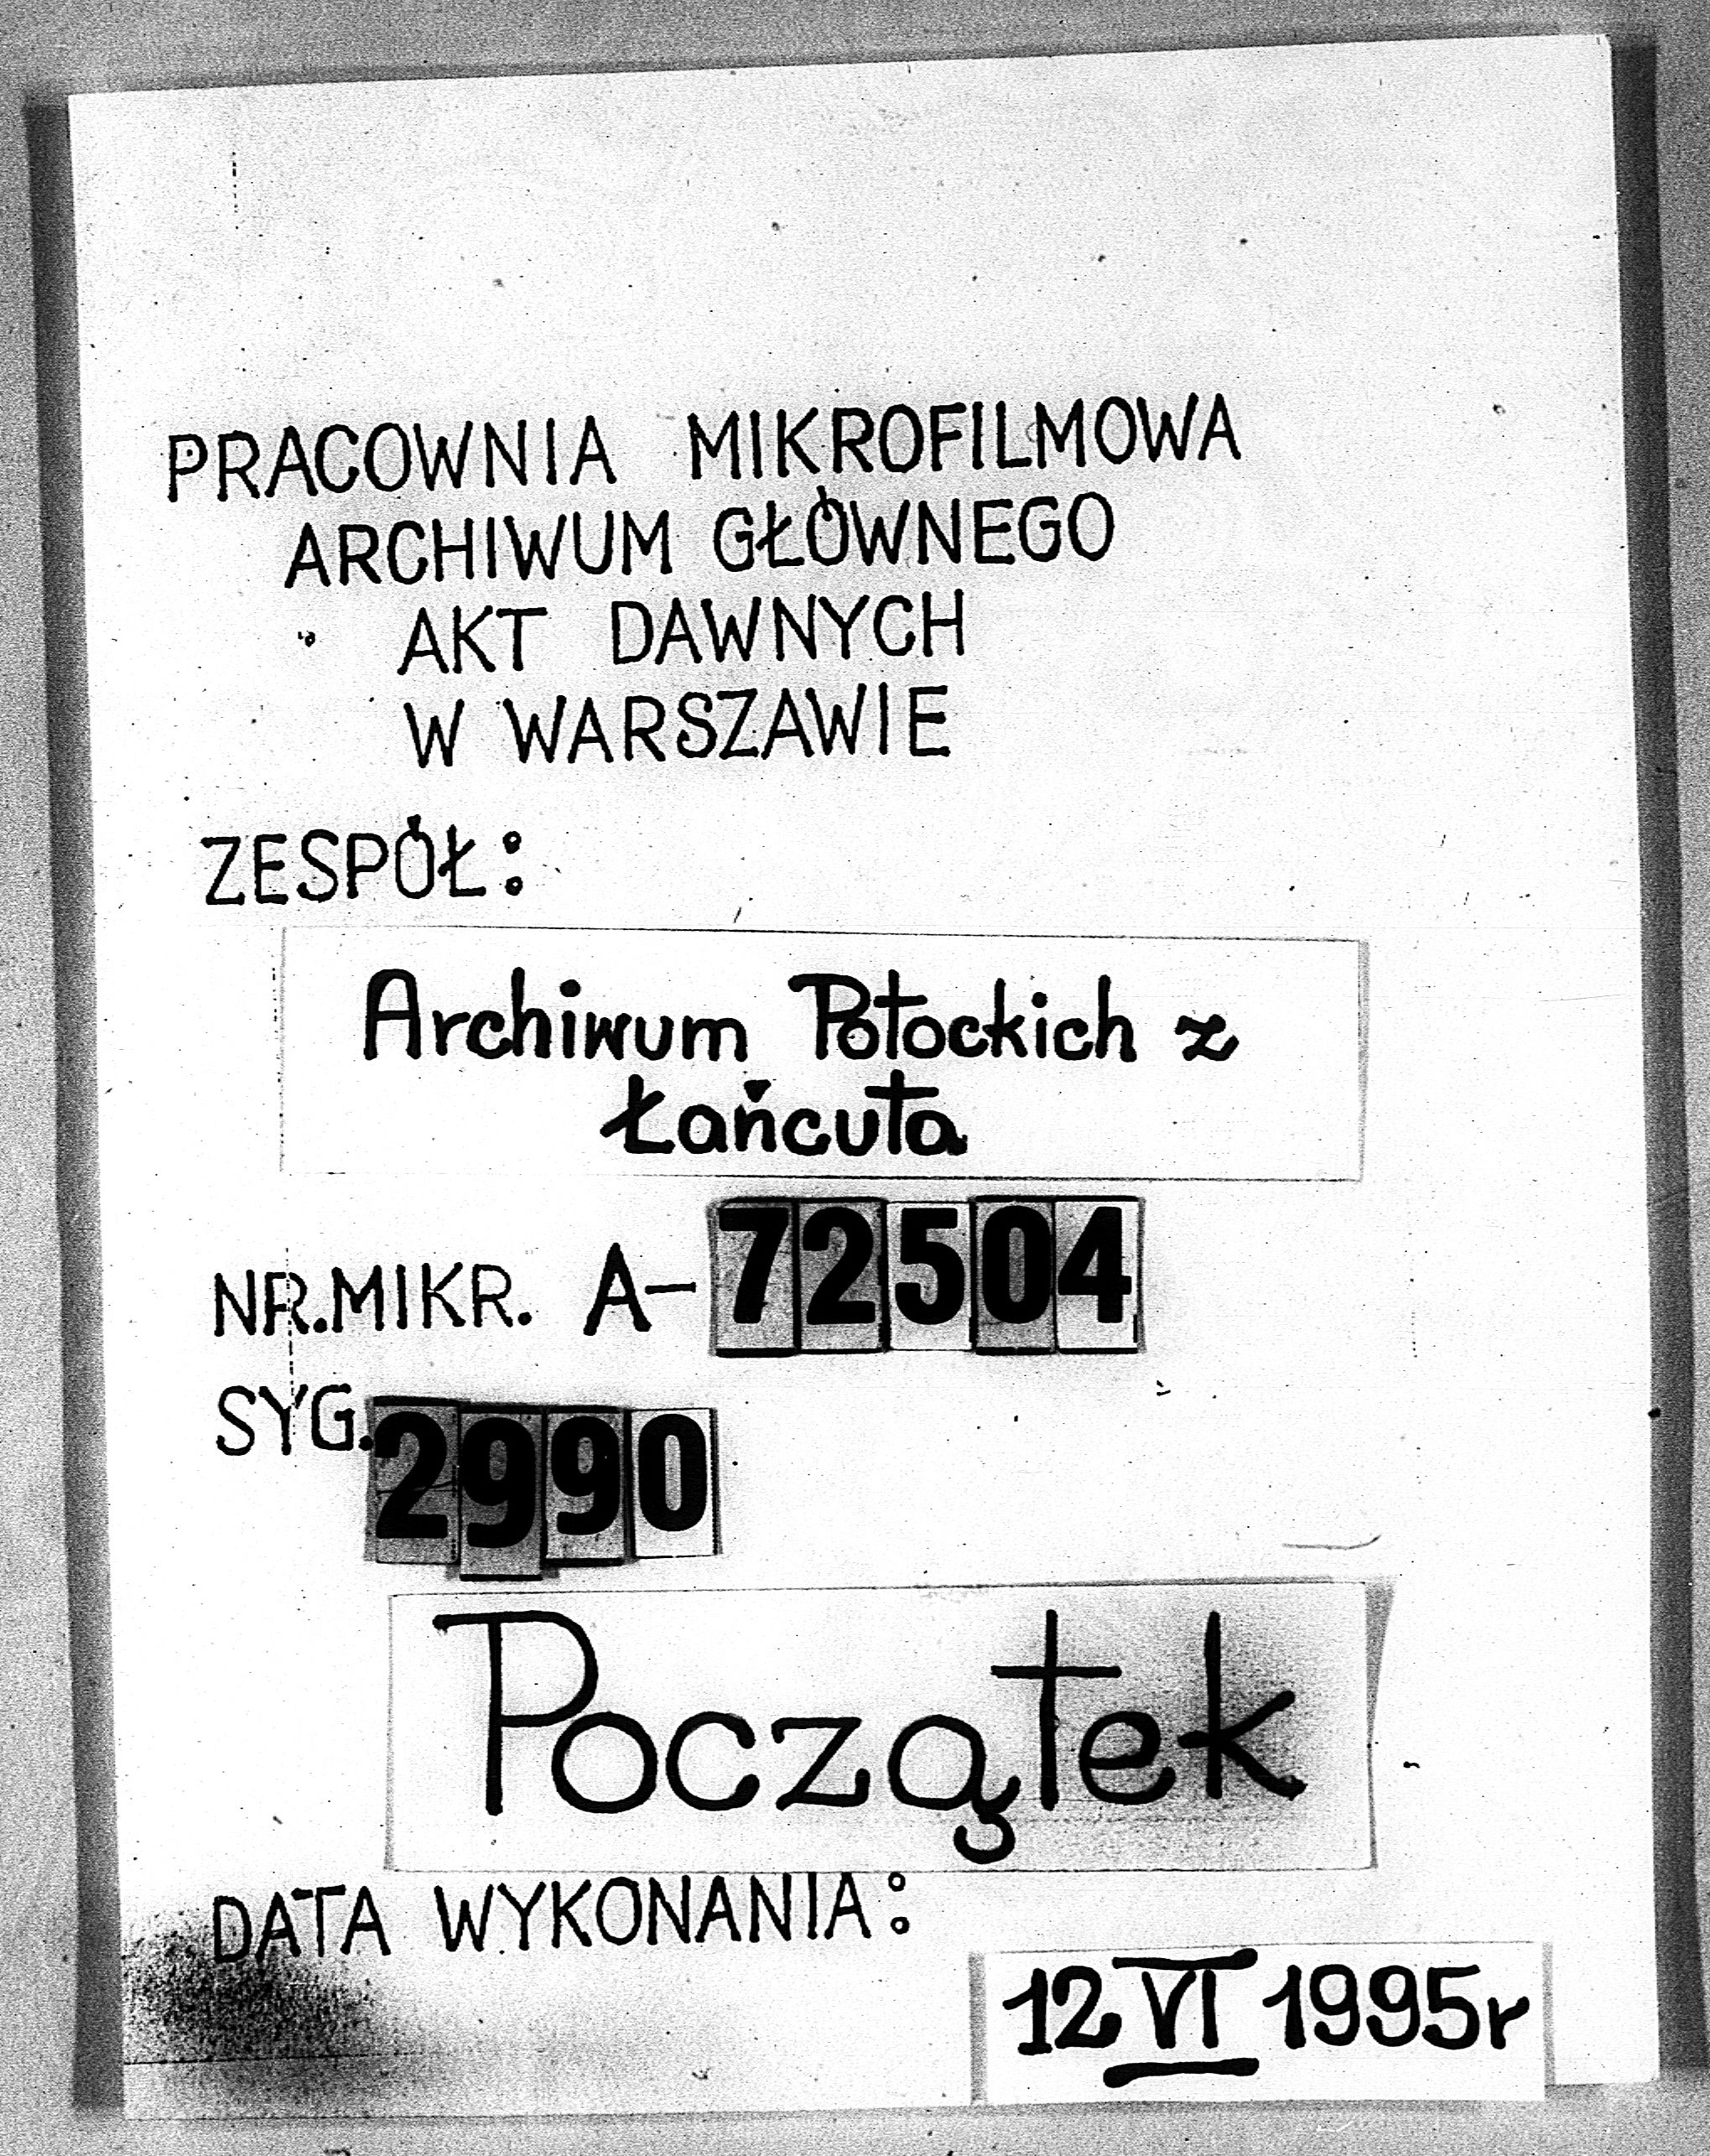 PRACOWNIA MIKROFILMOWA
ARCHIWUM GŁÓWNEGO
AKT DAWNYCH
W WARSZAWIE
ZESPÓŁ:
Archiwum Potockich z
Łańcuta
NR.MIKR. A-72504
SYG. 2990
Początek
DATA WYKONANIA:
12 VI 1995r